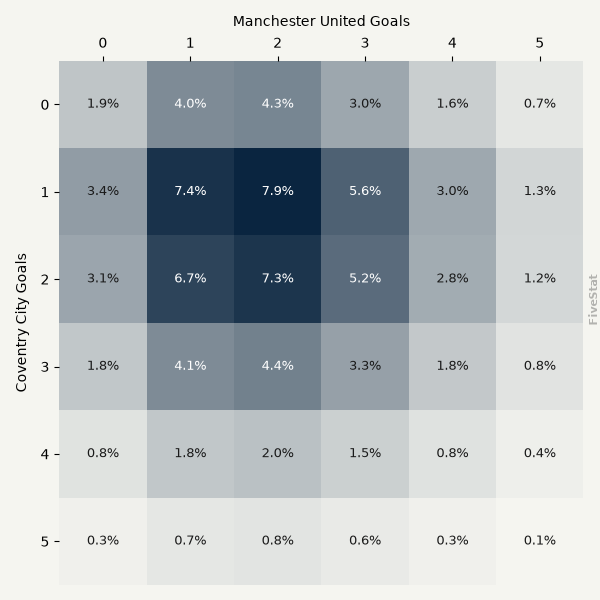 Manchester United Goals
0 1 2 3 4 5
Coventry City Goals
0 1.9% 4.0% 4.3% 3.0% 1.6% 0.7%
1 3.4% 7.4% 7.9% 5.6% 3.0% 1.3%
2 3.1% 6.7% 7.3% 5.2% 2.8% 1.2%
3 1.8% 4.1% 4.4% 3.3% 1.8% 0.8%
4 0.8% 1.8% 2.0% 1.5% 0.8% 0.4%
5 0.3% 0.7% 0.8% 0.6% 0.3% 0.1%
FiveStat